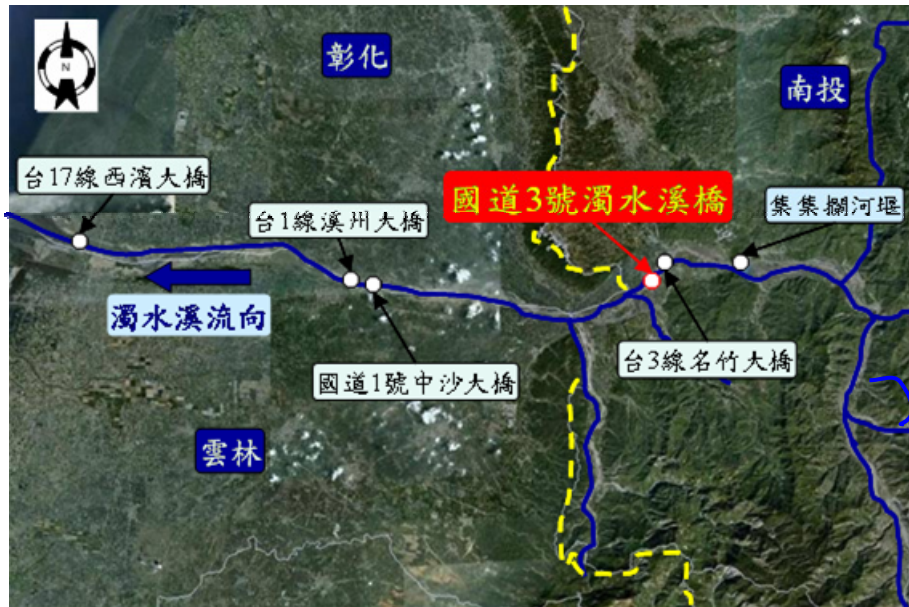 N
彰化
南投
台17線西濱大橋
台1線溪州大橋
國道3號濁水溪橋
集集攔河堰
濁水溪流向
國道1號中沙大橋
台3線名竹大橋
雲林